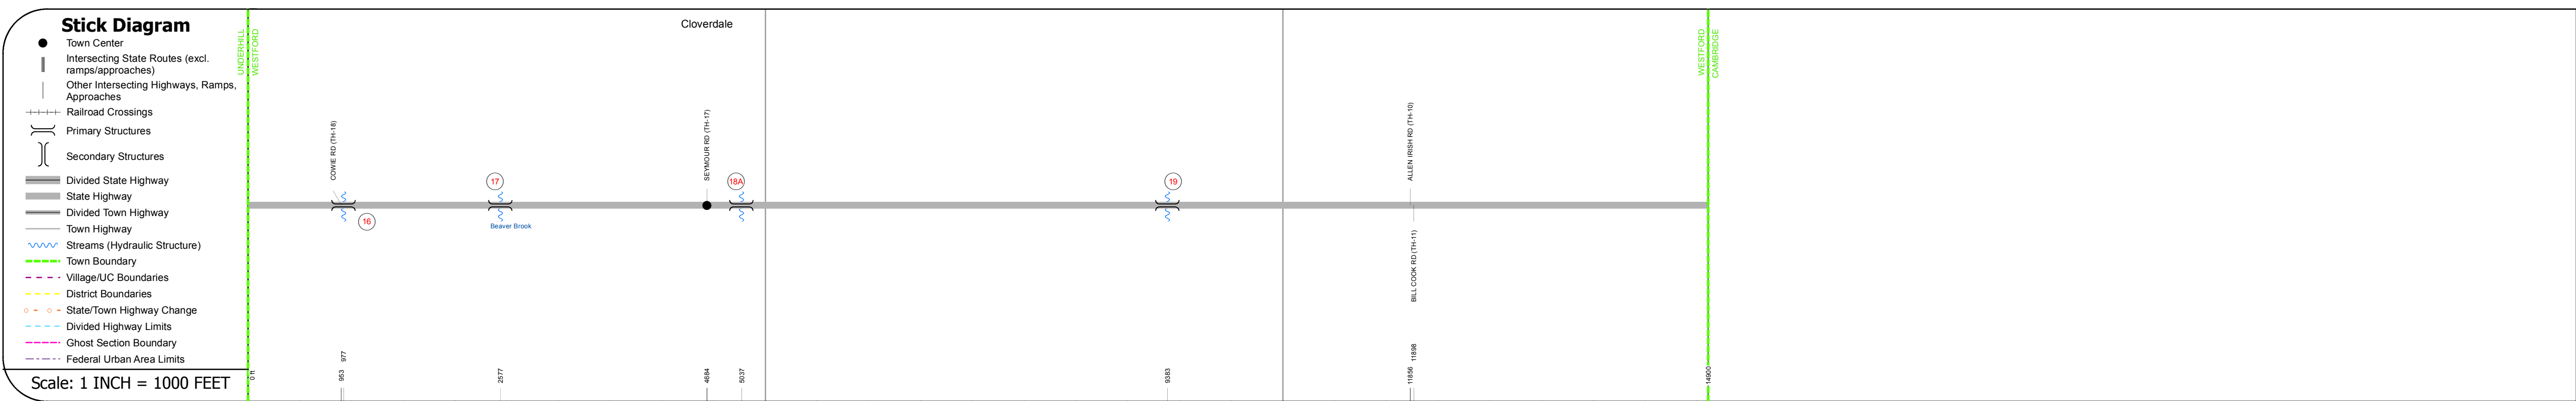 Stick Diagram
Town Center
Intersecting State Routes (excl.
ramps/approaches)
Other Intersecting Highways, Ramps,
Approaches
Railroad Crossings
Primary Structures
Secondary Structures
Divided State Highway
State Highway
Divided Town Highway
Town Highway
Streams (Hydraulic Structure)
Town Boundary
Village/UC Boundaries
District Boundaries
State/Town Highway Change
Divided Highway Limits
Ghost Section Boundary
Federal Urban Area Limits
Scale: 1 INCH = 1000 FEET
UNDERHILL
WESTFORD
Cloverdale
WESTFORD
CAMBRIDGE
COWIE RD (TH-18)
SEYMOUR RD (TH-17)
ALLEN IRISH RD (TH-10)
16
17
18A
19
Beaver Brook
BILL COOK RD (TH-11)
0 ft
953
977
2577
4684
5037
9383
11856
11898
14900